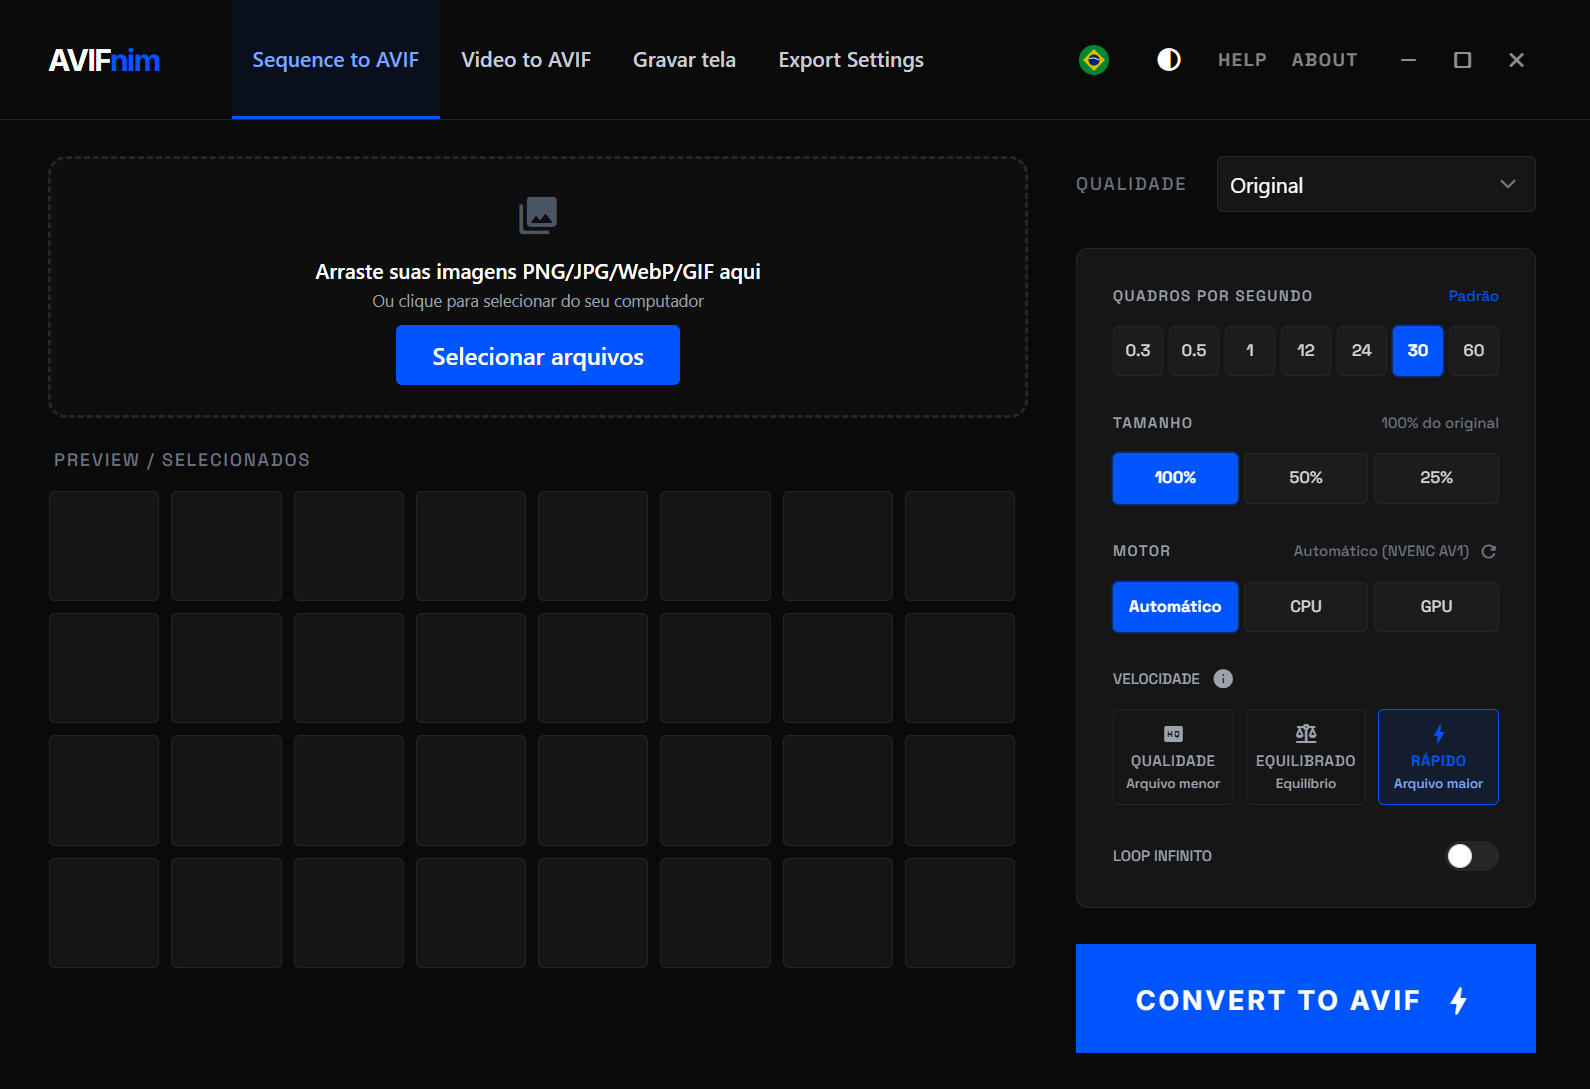 AVIFnim
Sequence to AVIF
Video to AVIF
Gravar tela
Export Settings
HELP
ABOUT
Arraste suas imagens PNG/JPG/WebP/GIF aqui
Ou clique para selecionar do seu computador
Selecionar arquivos
PREVIEW / SELECIONADOS
QUALIDADE
Original
QUADROS POR SEGUNDO
Padrão
0.3
0.5
1
12
24
30
60
TAMANHO
100% do original
100%
50%
25%
MOTOR
Automático (NVENC AV1)
Automático
CPU
GPU
VELOCIDADE
HQ
QUALIDADE
Arquivo menor
EQUILIBRADO
Equilíbrio
RÁPIDO
Arquivo maior
LOOP INFINITO
CONVERT TO AVIF